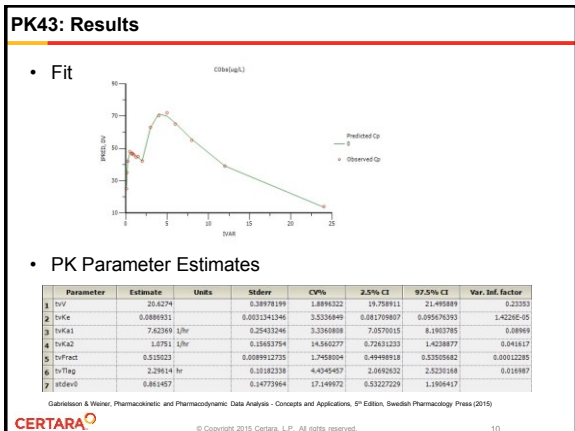 PK43: Results
• Fit
CObs(ug/L)
90
70
50
30
10
0 5 10 15 20 25
IPRED, DV
IVAR
Predicted Cp
0
Observed Cp
• PK Parameter Estimates
Parameter Estimate Units Stderr CV% 2.5% CI 97.5% CI Var. Inf. factor
1 tvV 20.6274 0.38978199 1.8896322 19.758911 21.495889 0.23353
2 tvKe 0.0886931 0.0031341346 3.5336849 0.081709807 0.095676393 1.4226E-05
3 tvKa1 7.62369 1/hr 0.25433246 3.3360808 7.0570015 8.1903785 0.08969
4 tvKa2 1.0751 1/hr 0.15653754 14.560277 0.72631233 1.4238877 0.041617
5 tvFract 0.515023 0.0089912735 1.7458004 0.49498918 0.53505682 0.00012285
6 tvTlag 2.29614 hr 0.10182338 4.4345457 2.0692632 2.5230168 0.016987
7 stdev0 0.861457 0.14773964 17.149972 0.53227229 1.1906417
Gabrielsson & Weiner, Pharmacokinetic and Pharmacodynamic Data Analysis - Concepts and Applications, 5th Edition, Swedish Pharmacology Press (2015)
CERTARA
© Copyright 2015 Certara, L.P. All rights reserved.
10